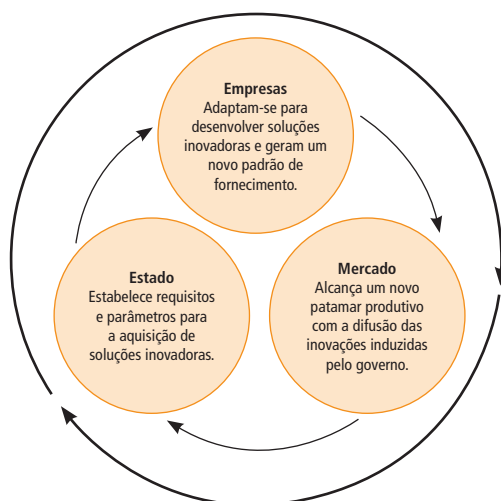 Empresas
Adaptam-se para
desenvolver soluções
inovadoras e geram um
novo padrão de
fornecimento.
Estado
Estabelece requisitos
e parâmetros para
a aquisição de
soluções inovadoras.
Mercado
Alcança um novo
patamar produtivo
com a difusão das
inovações induzidas
pelo governo.